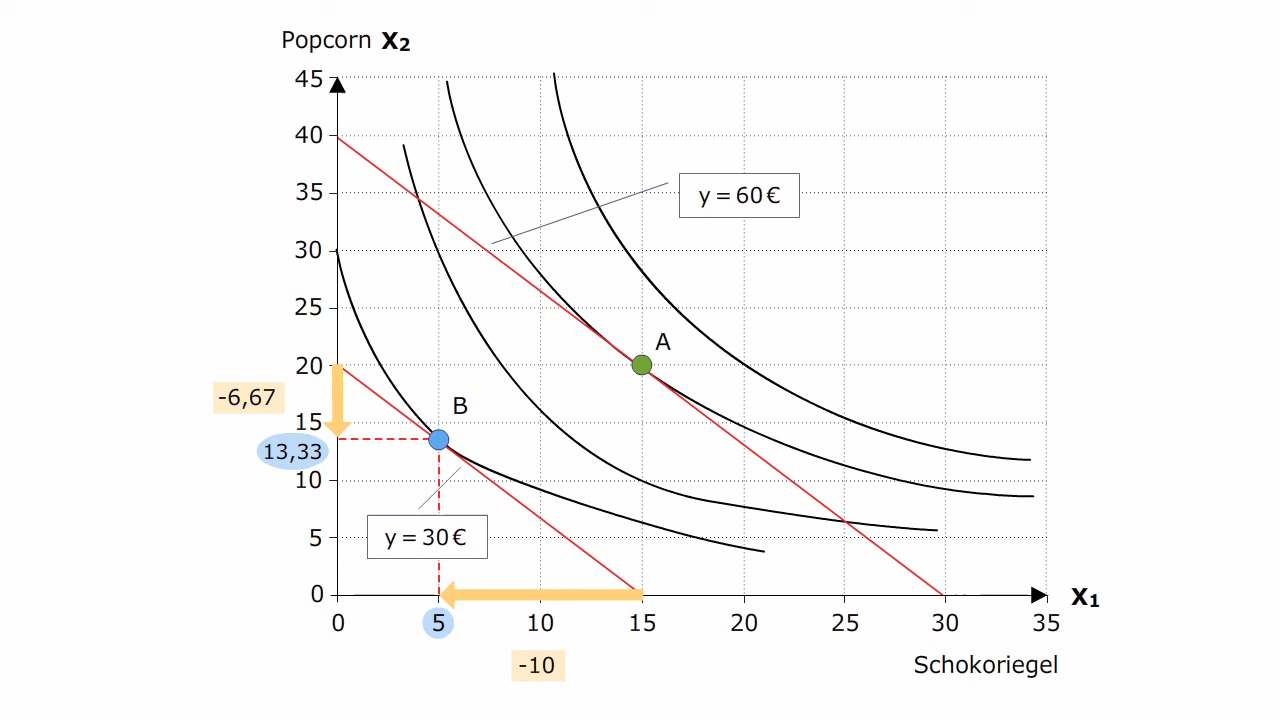 Popcorn x₂
45
40
35
y = 60 €
30
25
A
20
-6,67
B
15
13,33
10
y = 30 €
5
0
x₁
0 5 10 15 20 25 30 35
-10
Schokoriegel